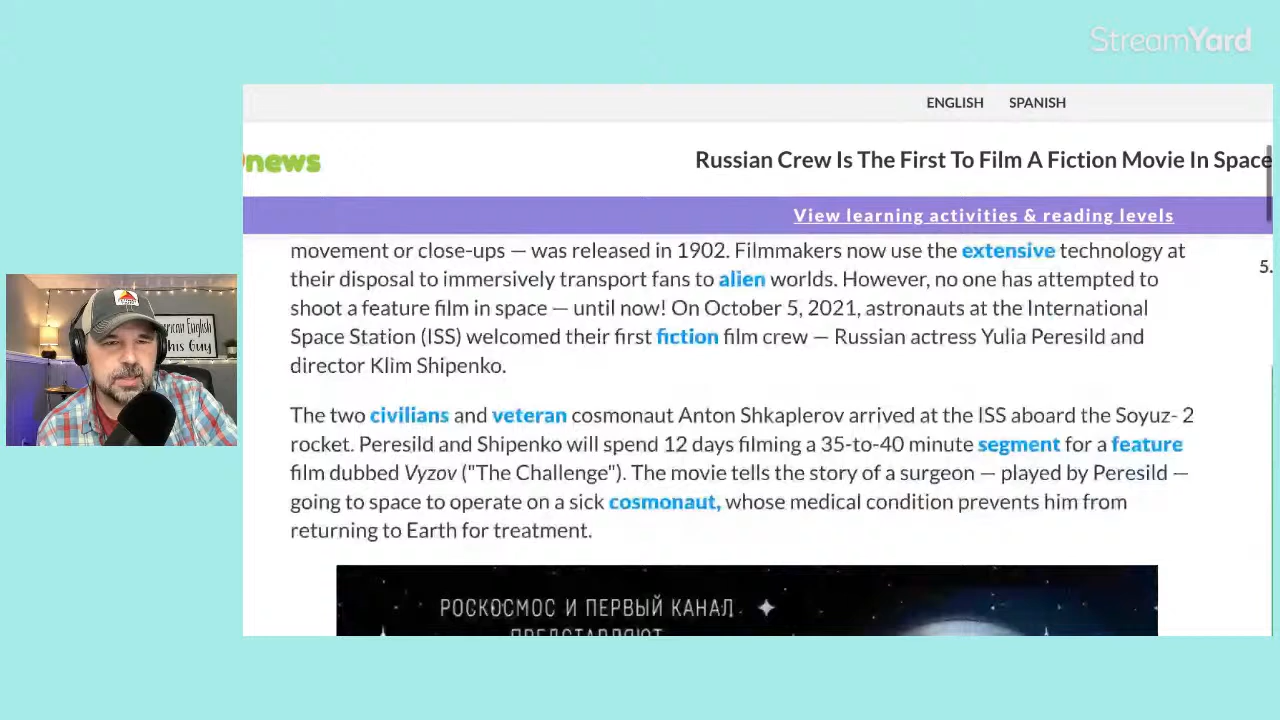 StreamYard
ENGLISH SPANISH
news
Russian Crew Is The First To Film A Fiction Movie In Space
View learning activities & reading levels
movement or close-ups — was released in 1902. Filmmakers now use the extensive technology at
their disposal to immersively transport fans to alien worlds. However, no one has attempted to
shoot a feature film in space — until now! On October 5, 2021, astronauts at the International
Space Station (ISS) welcomed their first fiction film crew — Russian actress Yulia Peresild and
director Klim Shipenko.
5.
The two civilians and veteran cosmonaut Anton Shkaplerov arrived at the ISS aboard the Soyuz- 2
rocket. Peresild and Shipenko will spend 12 days filming a 35-to-40 minute segment for a feature
film dubbed Vyzov ("The Challenge"). The movie tells the story of a surgeon — played by Peresild —
going to space to operate on a sick cosmonaut, whose medical condition prevents him from
returning to Earth for treatment.
РОСКОСМОС И ПЕРВЫЙ КАНАЛ
ПРЕДСТАВЛЯЮТ
English
his Guy